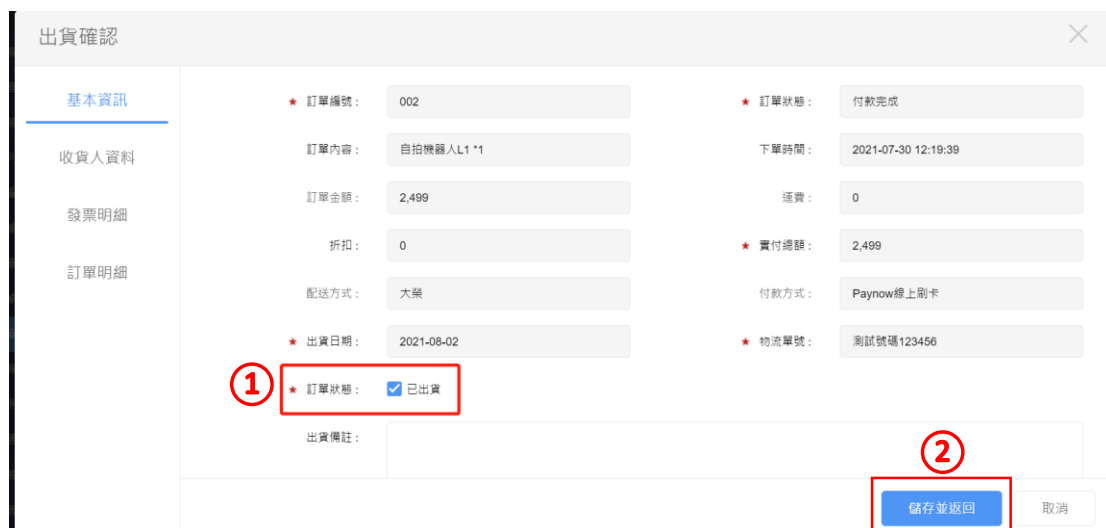 出貨確認
基本資訊
收貨人資料
發票明細
訂單明細
★ 訂單編號： 002 ★ 訂單狀態： 付款完成
訂單內容： 自拍機器人L1 *1 下單時間： 2021-07-30 12:19:39
訂單金額： 2,499 運費： 0
折扣： 0 ★ 實付總額： 2,499
配送方式： 大榮 付款方式： Paynow線上刷卡
★ 出貨日期： 2021-08-02 ★ 物流單號： 測試號碼123456
① ★ 訂單狀態： 已出貨
出貨備註：
②
儲存並返回 取消